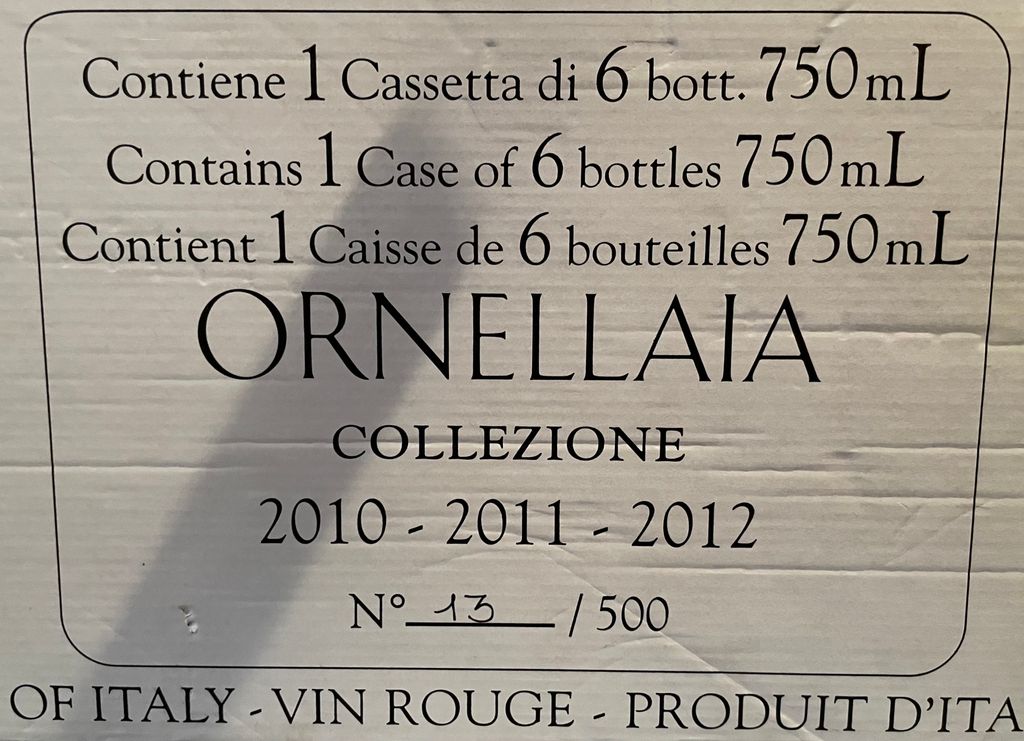 Contiene 1 Cassetta di 6 bott. 750mL
Contains 1 Case of 6 bottles 750mL
Contient 1 Caisse de 6 bouteilles 750mL
ORNELLAIA
COLLEZIONE
2010 - 2011 - 2012
N° 13 / 500
OF ITALY - VIN ROUGE - PRODUIT D'ITA